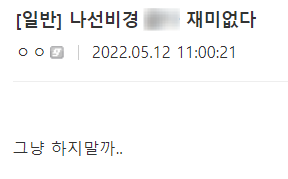 [일반] 나선비경 재미없다
ㅇㅇ 2022.05.12 11:00:21
그냥 하지말까..